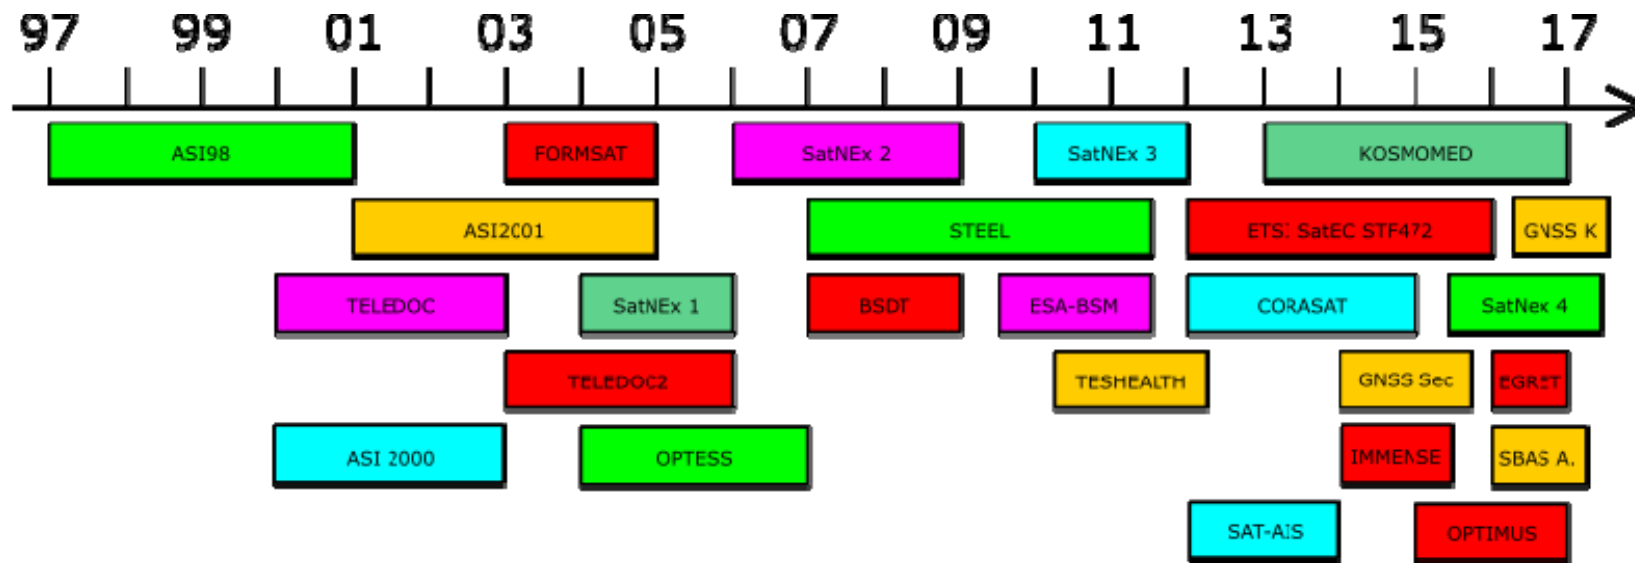 97 99 01 03 05 07 09 11 13 15 17
ASI98 FORMSAT SatNEx 2 SatNEx 3 KOSMOMED
ASI2001 STEEL ETSI SatEC STF472 GNSS K
TELEDOC SatNEx 1 BSDT ESA-BSM CORASAT SatNex 4
TELEDOC2 TESHEALTH GNSS Sec EGRET
ASI 2000 OPTESS IMMENSE SBAS A.
SAT-AIS OPTIMUS